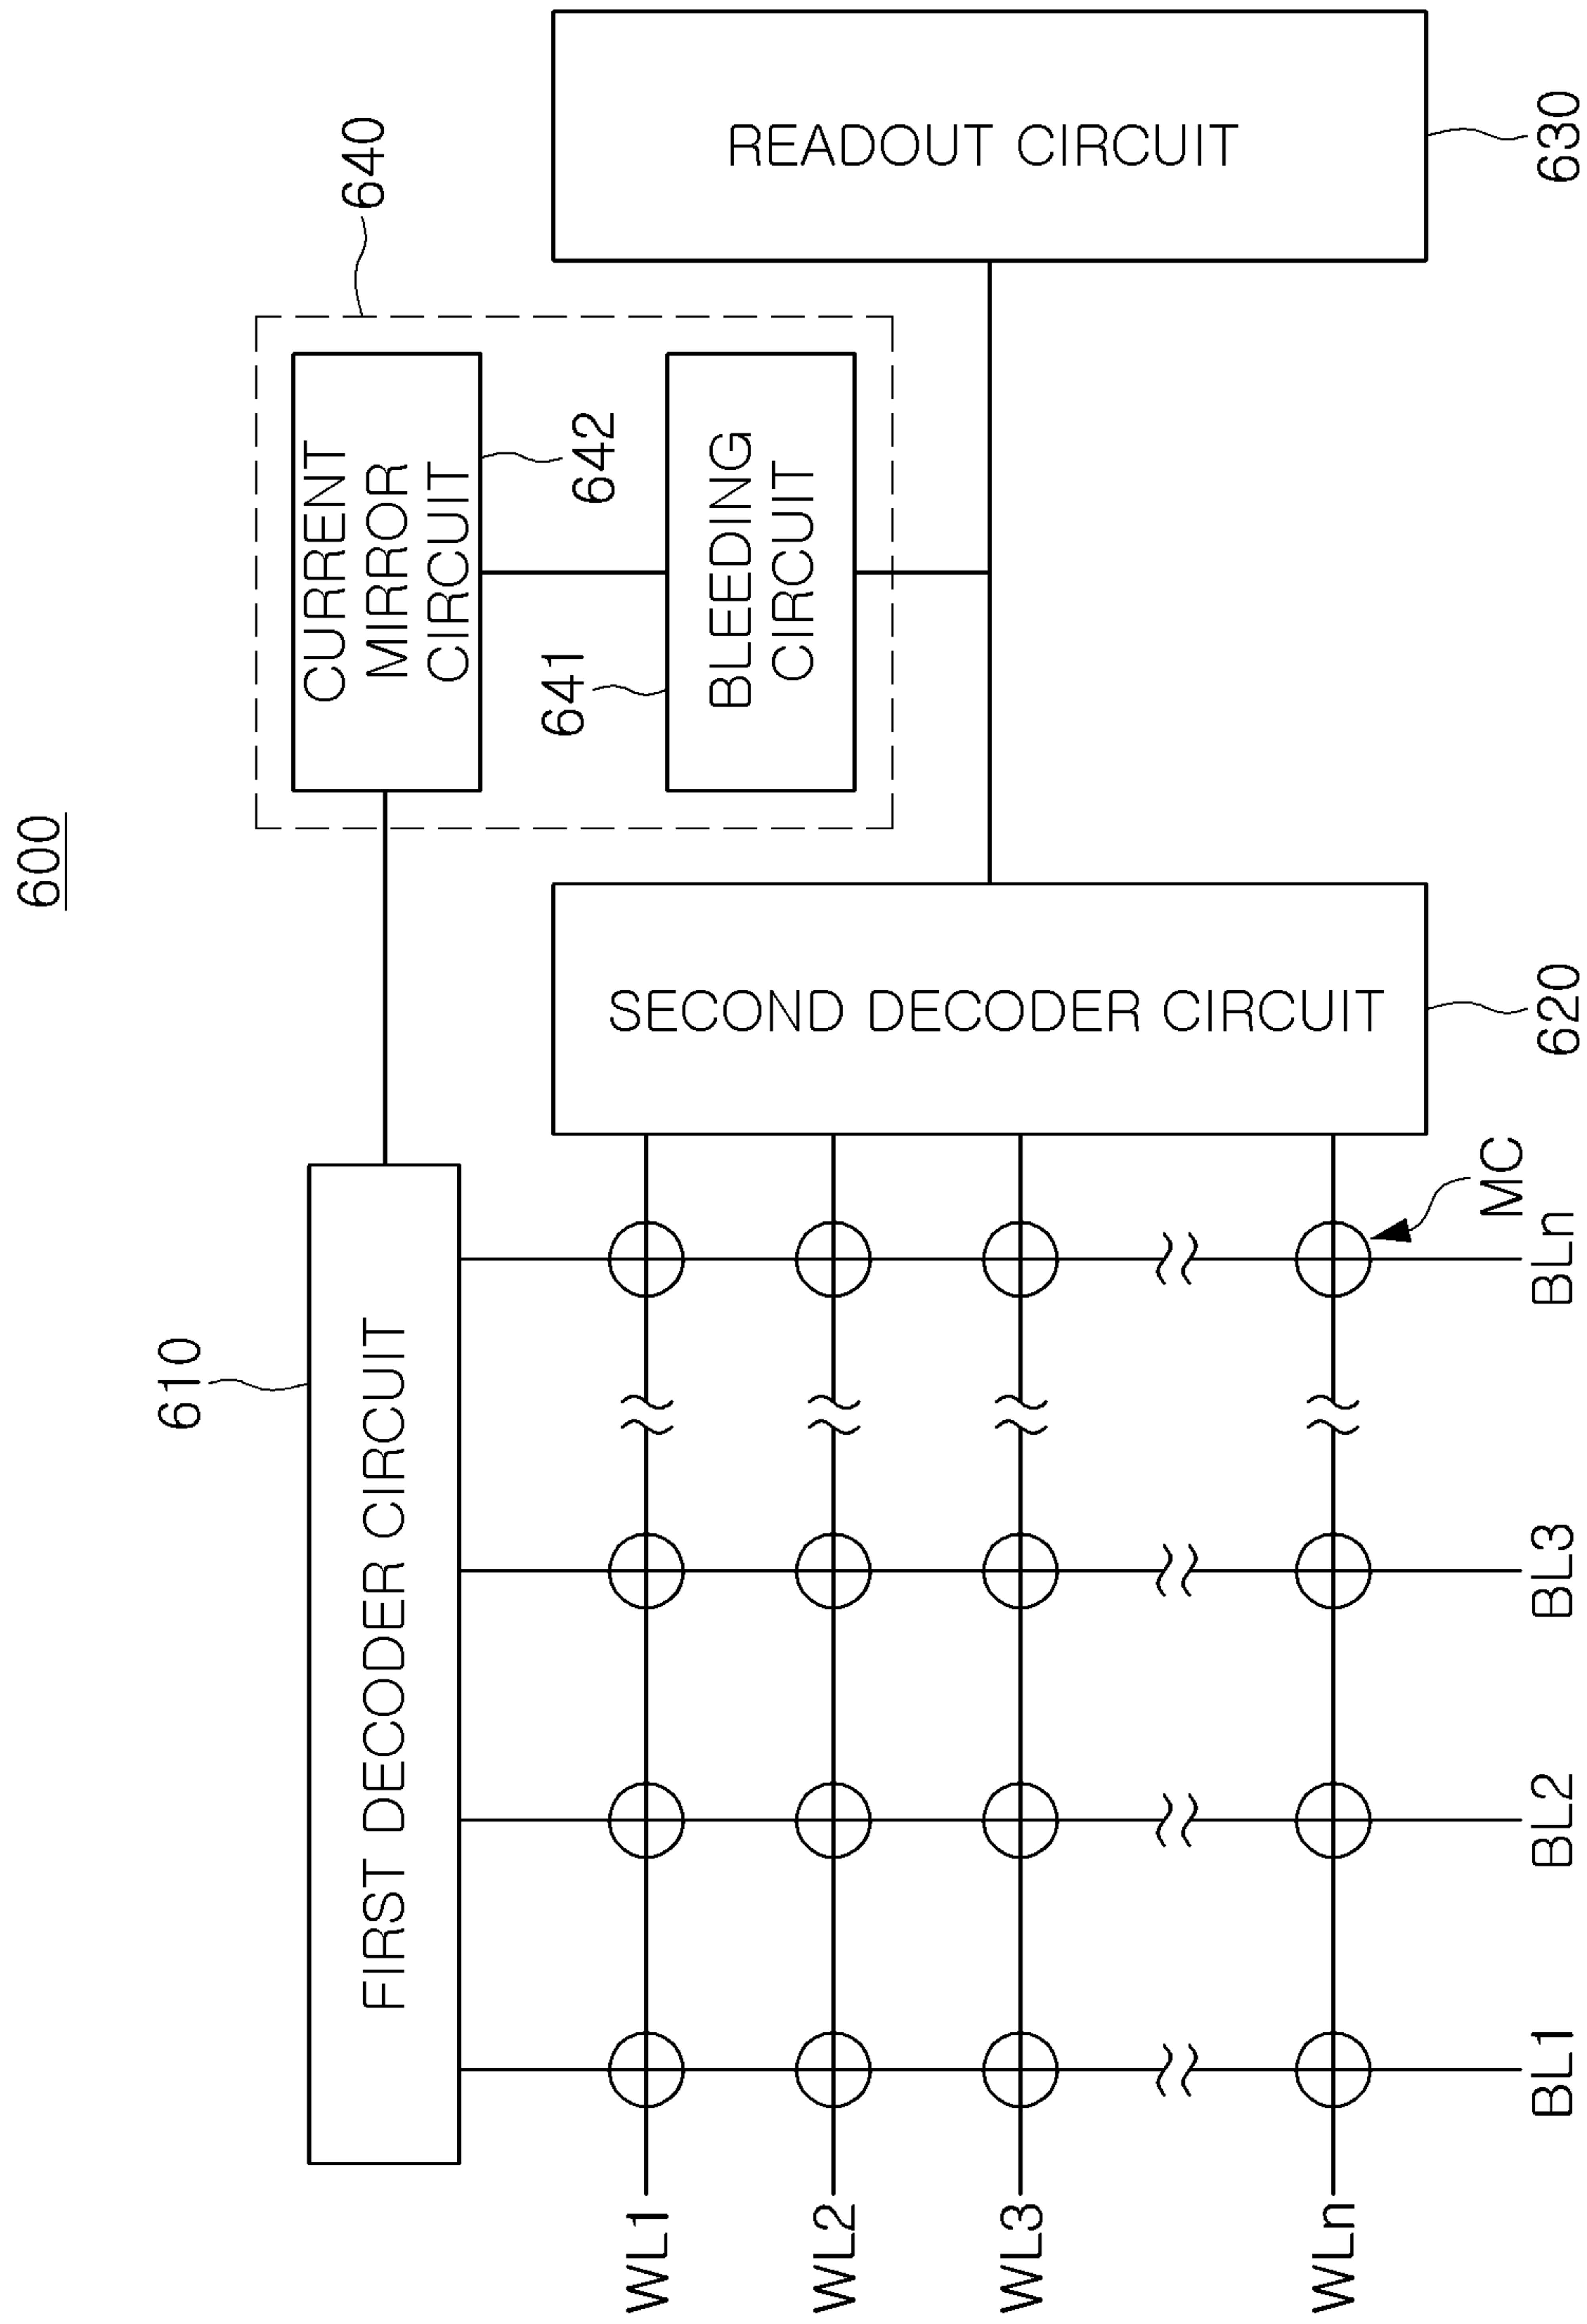 600
610
FIRST DECODER CIRCUIT
640
CURRENT
MIRROR
CIRCUIT
642
641
BLEEDING
CIRCUIT
WL1
WL2
WL3
WLn
SECOND DECODER CIRCUIT
READOUT CIRCUIT
MC
BL1
BL2
BL3
BLn
620
630